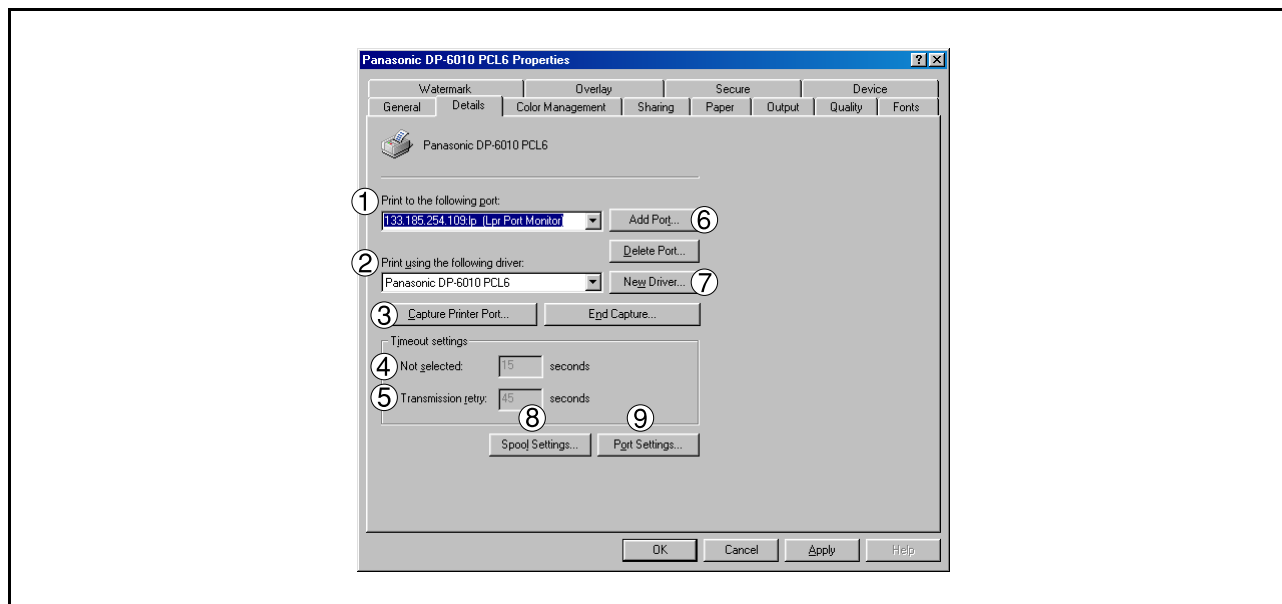 Panasonic DP-6010 PCL6 Properties
Watermark Overlay Secure Device
General Details Color Management Sharing Paper Output Quality Fonts
Panasonic DP-6010 PCL6
① Print to the following port:
133.185.254.109:lp (Lpr Port Monitor)
Add Port... ⑥
Delete Port...
② Print using the following driver:
Panasonic DP-6010 PCL6
New Driver... ⑦
③ Capture Printer Port... End Capture...
Timeout settings
④ Not selected: 15 seconds
⑤ Transmission retry: 45 seconds
⑧ ⑨
Spool Settings... Port Settings...
OK Cancel Apply Help